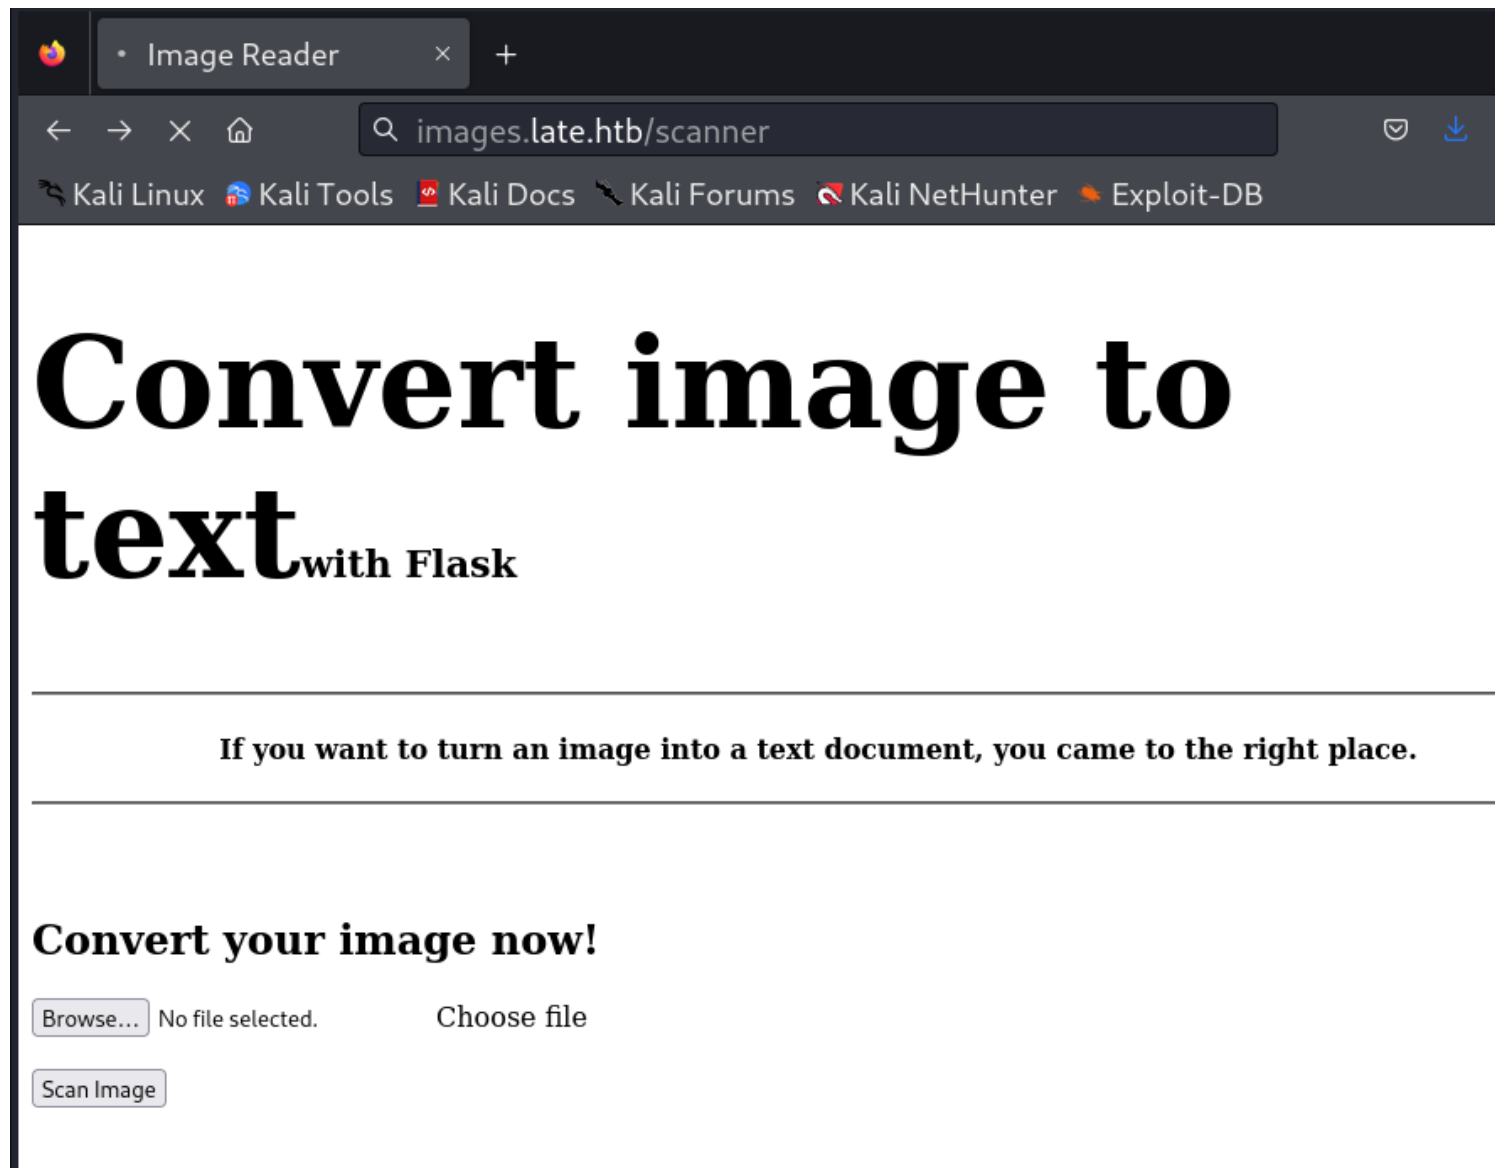 Image Reader
images.late.htb/scanner
Kali Linux Kali Tools Kali Docs Kali Forums Kali NetHunter Exploit-DB
Convert image to
textwith Flask
If you want to turn an image into a text document, you came to the right place.
Convert your image now!
Browse... No file selected. Choose file
Scan Image